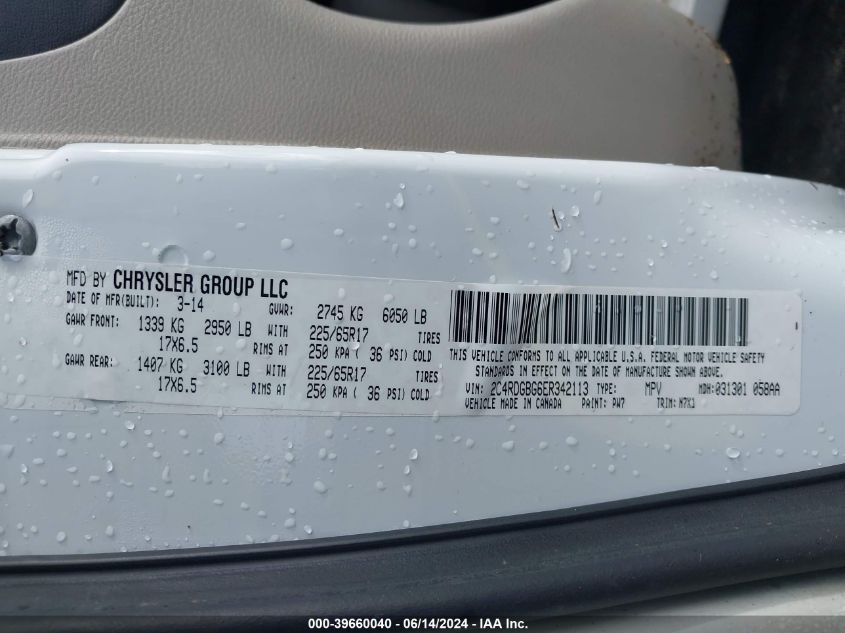 MFD BY CHRYSLER GROUP LLC
DATE OF MFR(BUILT): 3-14 GVWR: 2745 KG 6050 LB
GAWR FRONT: 1339 KG 2950 LB WITH 225/65R17 TIRES
17X6.5 RIMS AT 250 KPA ( 36 PSI) COLD
GAWR REAR: 1407 KG 3100 LB WITH 225/65R17 TIRES
17X6.5 RIMS AT 250 KPA ( 36 PSI) COLD
THIS VEHICLE CONFORMS TO ALL APPLICABLE U.S.A. FEDERAL MOTOR VEHICLE SAFETY
STANDARDS IN EFFECT ON THE DATE OF MANUFACTURE SHOWN ABOVE.
VIN: 2C4RDGBG6ER342113 TYPE: MPV MDH:031301 058AA
VEHICLE MADE IN CANADA PAINT: PW7 TRIM: N7K1
000-39660040 - 06/14/2024 - IAA Inc.